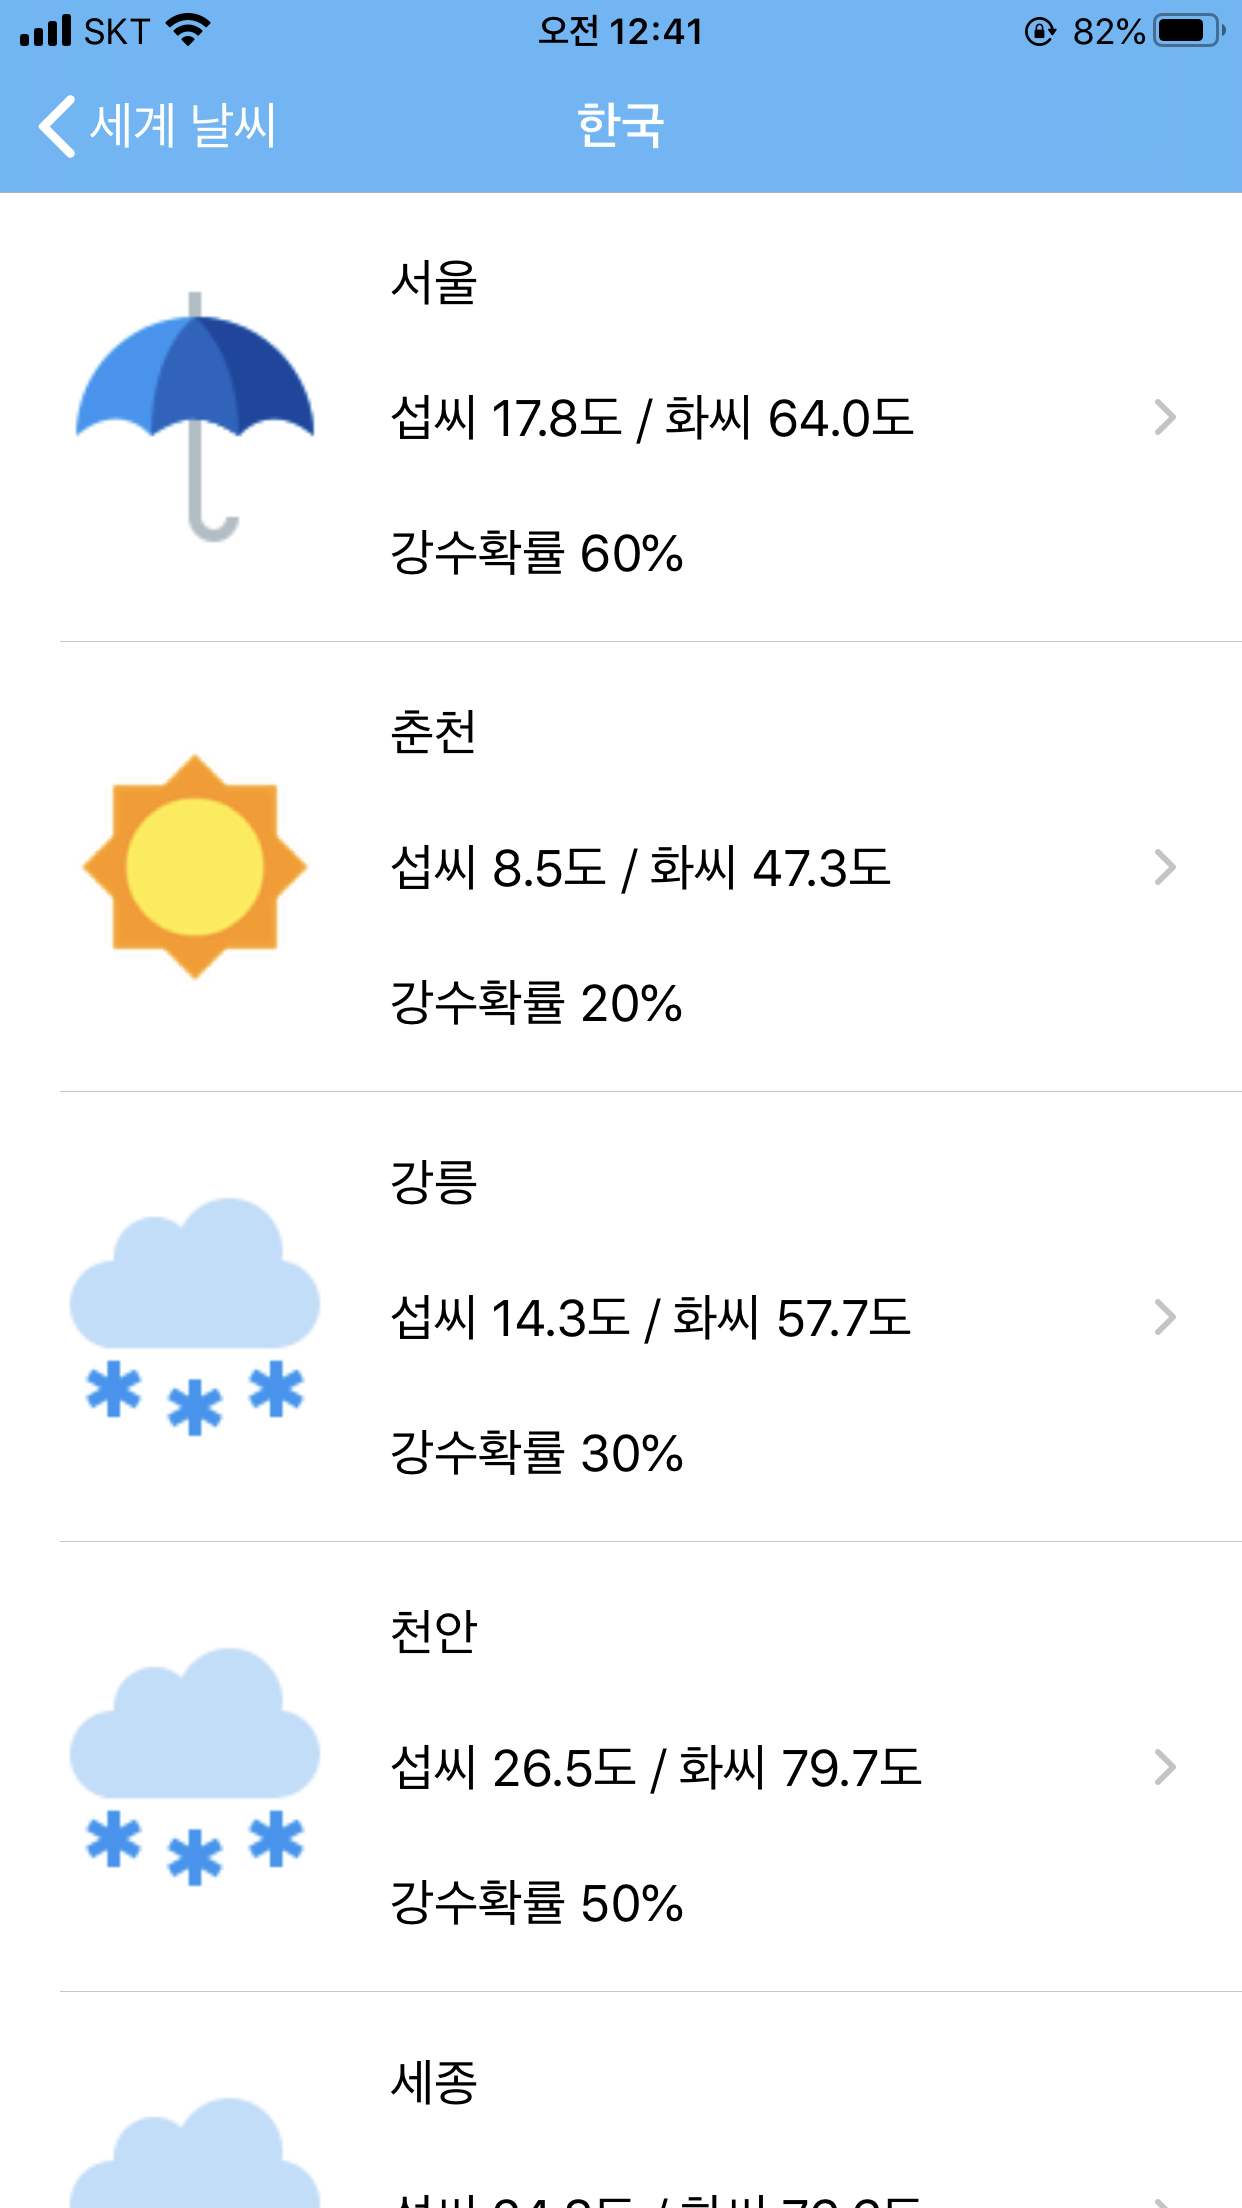 SKT 오전 12:41 82%
세계 날씨 한국
서울
섭씨 17.8도 / 화씨 64.0도
강수확률 60%
춘천
섭씨 8.5도 / 화씨 47.3도
강수확률 20%
강릉
섭씨 14.3도 / 화씨 57.7도
강수확률 30%
천안
섭씨 26.5도 / 화씨 79.7도
강수확률 50%
세종
섭씨 / 화씨